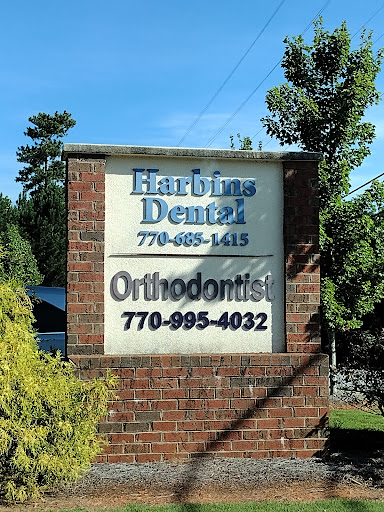 Harbins
Dental
770-685-1415
Orthodontist
770-995-4032